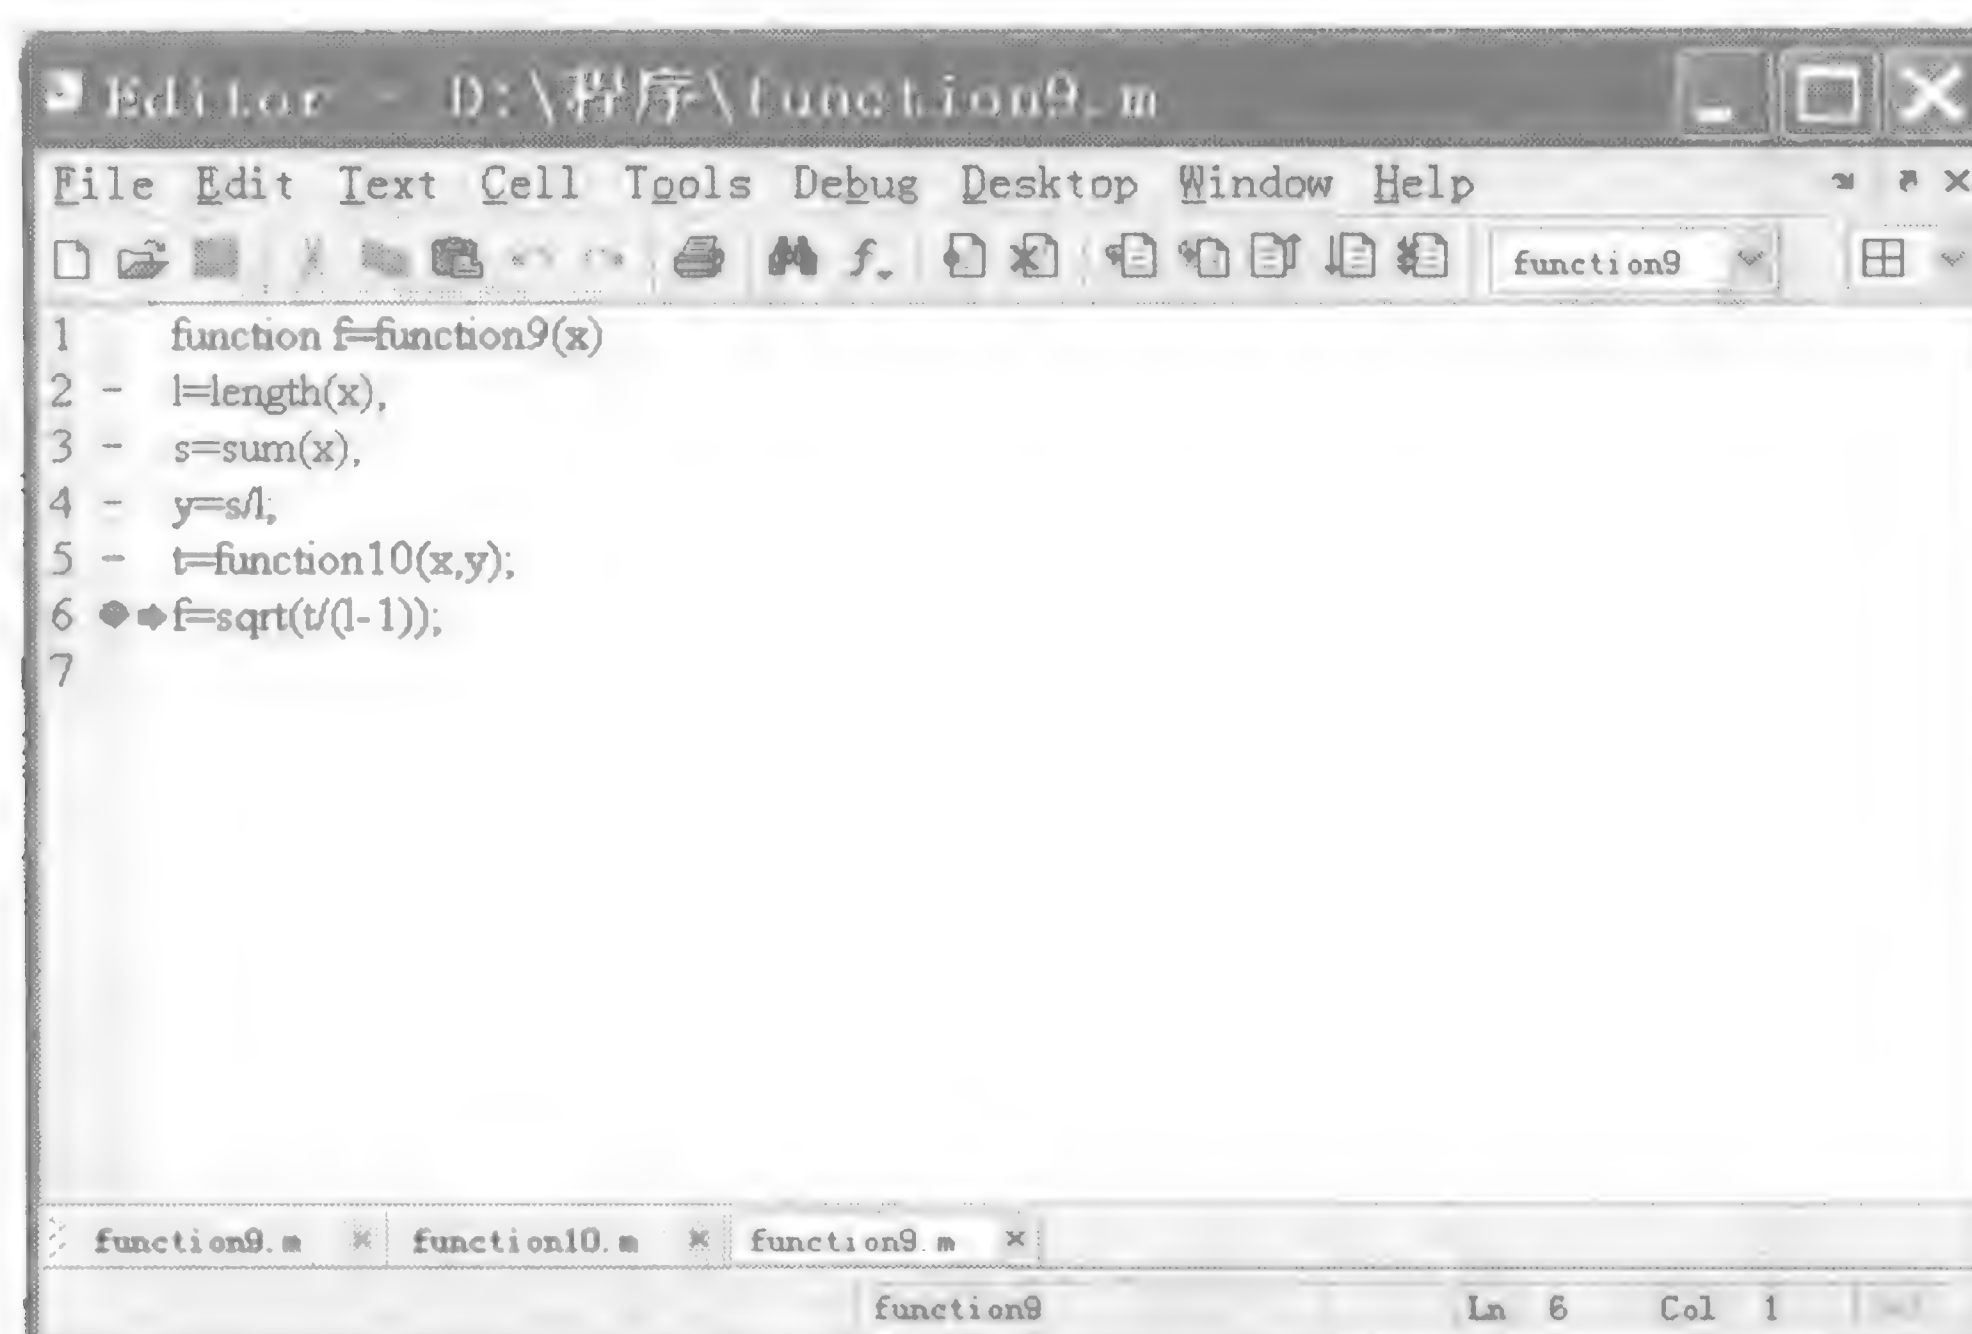 Editor - D:\程序\function9.m
File Edit Text Cell Tools Debug Desktop Window Help
function9
1 function f=function9(x)
2 - l=length(x),
3 - s=sum(x),
4 - y=s/l;
5 - t=function10(x,y);
6 f=sqrt(t/(l-1));
7
function9.m function10.m function9.m
function9 Ln 6 Col 1